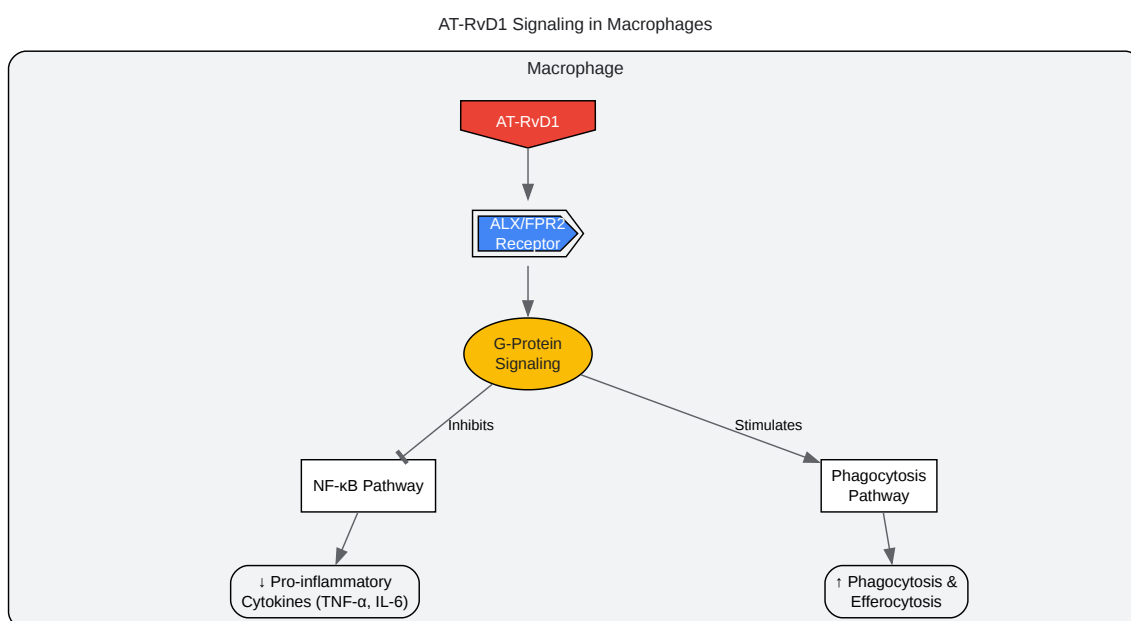 AT-RvD1 Signaling in Macrophages
Macrophage
AT-RvD1
ALX/FPR2
Receptor
G-Protein
Signaling
Inhibits
Stimulates
NF-κB Pathway
Phagocytosis
Pathway
↓ Pro-inflammatory
Cytokines (TNF-α, IL-6)
↑ Phagocytosis &
Efferocytosis